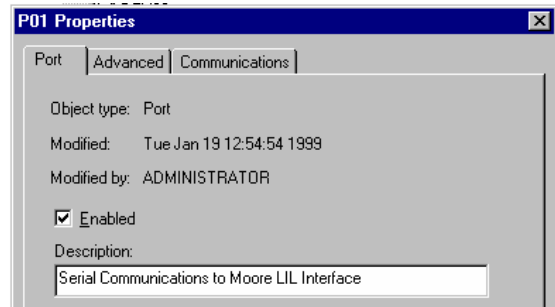 P01 Properties
Port Advanced Communications
Object type: Port
Modified: Tue Jan 19 12:54:54 1999
Modified by: ADMINISTRATOR
Enabled
Description:
Serial Communications to Moore LIL Interface